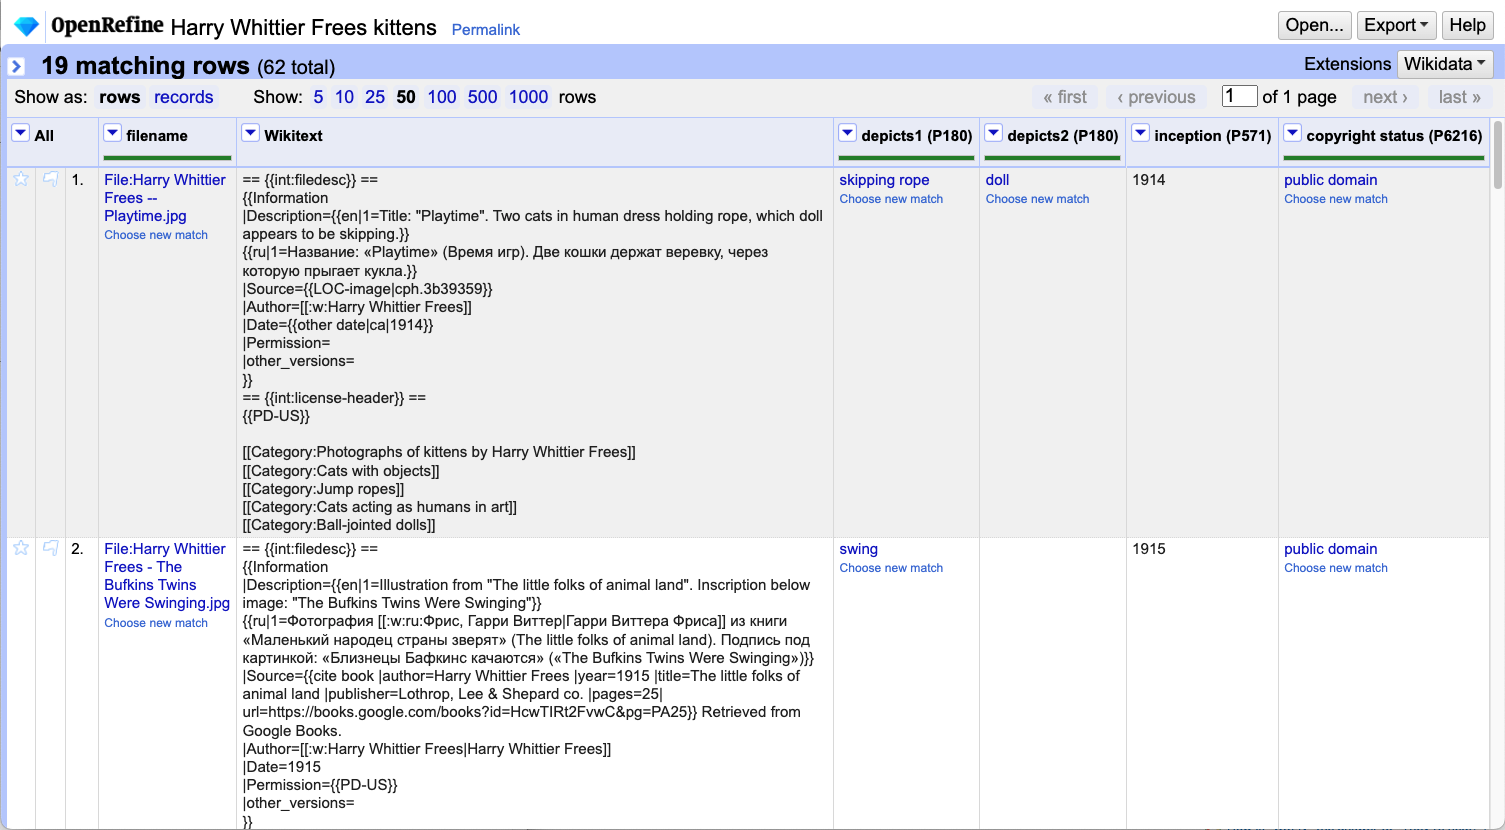 OpenRefine Harry Whittier Frees kittens Permalink
Open... Export Help
19 matching rows (62 total)
Extensions Wikidata
Show as: rows records Show: 5 10 25 50 100 500 1000 rows
« first ‹ previous 1 of 1 page next › last »
All filename Wikitext depicts1 (P180) depicts2 (P180) inception (P571) copyright status (P6216)
1.
File:Harry Whittier
Frees --
Playtime.jpg
Choose new match
== {{int:filedesc}} ==
{{Information
|Description={{en|1=Title: "Playtime". Two cats in human dress holding rope, which doll
appears to be skipping.}}
{{ru|1=Название: «Playtime» (Время игр). Две кошки держат веревку, через
которую прыгает кукла.}}
|Source={{LOC-image|cph.3b39359}}
|Author=[[:w:Harry Whittier Frees]]
|Date={{other date|ca|1914}}
|Permission=
|other_versions=
}}
== {{int:license-header}} ==
{{PD-US}}
[[Category:Photographs of kittens by Harry Whittier Frees]]
[[Category:Cats with objects]]
[[Category:Jump ropes]]
[[Category:Cats acting as humans in art]]
[[Category:Ball-jointed dolls]]
skipping rope
Choose new match
doll
Choose new match
1914
public domain
Choose new match
2.
File:Harry Whittier
Frees - The
Bufkins Twins
Were Swinging.jpg
Choose new match
== {{int:filedesc}} ==
{{Information
|Description={{en|1=Illustration from "The little folks of animal land". Inscription below
image: "The Bufkins Twins Were Swinging"}}
{{ru|1=Фотография [[:w:ru:Фрис, Гарри Виттер|Гарри Виттера Фриса]] из книги
«Маленький народец страны зверят» (The little folks of animal land). Подпись под
картинкой: «Близнецы Бафкинс качаются» («The Bufkins Twins Were Swinging»)}}
|Source={{cite book |author=Harry Whittier Frees |year=1915 |title=The little folks of
animal land |publisher=Lothrop, Lee & Shepard co. |pages=25|
url=https://books.google.com/books?id=HcwTIRt2FvwC&pg=PA25}} Retrieved from
Google Books.
|Author=[[:w:Harry Whittier Frees|Harry Whittier Frees]]
|Date=1915
|Permission={{PD-US}}
|other_versions=
}}
swing
Choose new match
1915
public domain
Choose new match